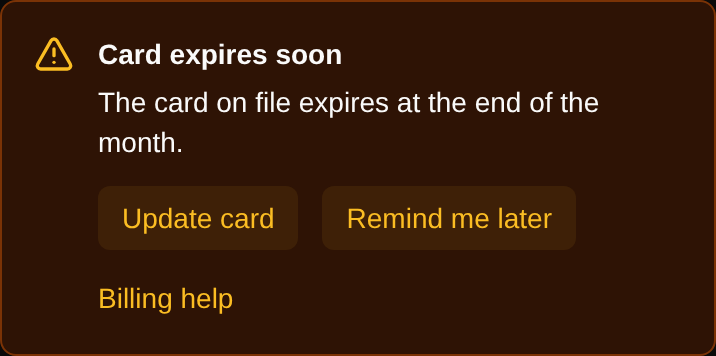 Card expires soon
The card on file expires at the end of the
month.
Update card
Remind me later
Billing help